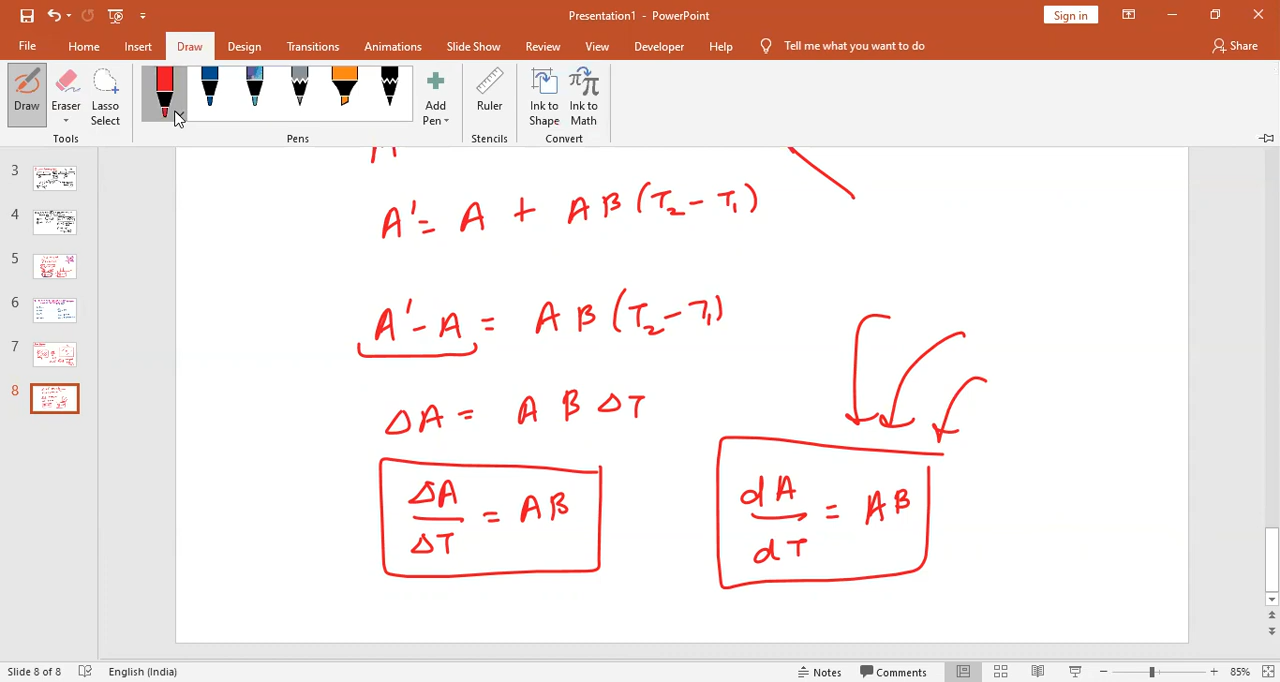 Presentation1 - PowerPoint
Sign in
File Home Insert Draw Design Transitions Animations Slide Show Review View Developer Help Tell me what you want to do Share
Draw Eraser Lasso Select Add Pen Ruler Ink to Shape Ink to Math
Tools Pens Stencils Convert
3
4
5
6
7
8
A' = A + AB (T₂ - T₁)
A' - A = AB (T₂ - T₁)
ΔA = A B ΔT
ΔA/ΔT = AB
dA/dT = AB
Slide 8 of 8 English (India) Notes Comments 85%